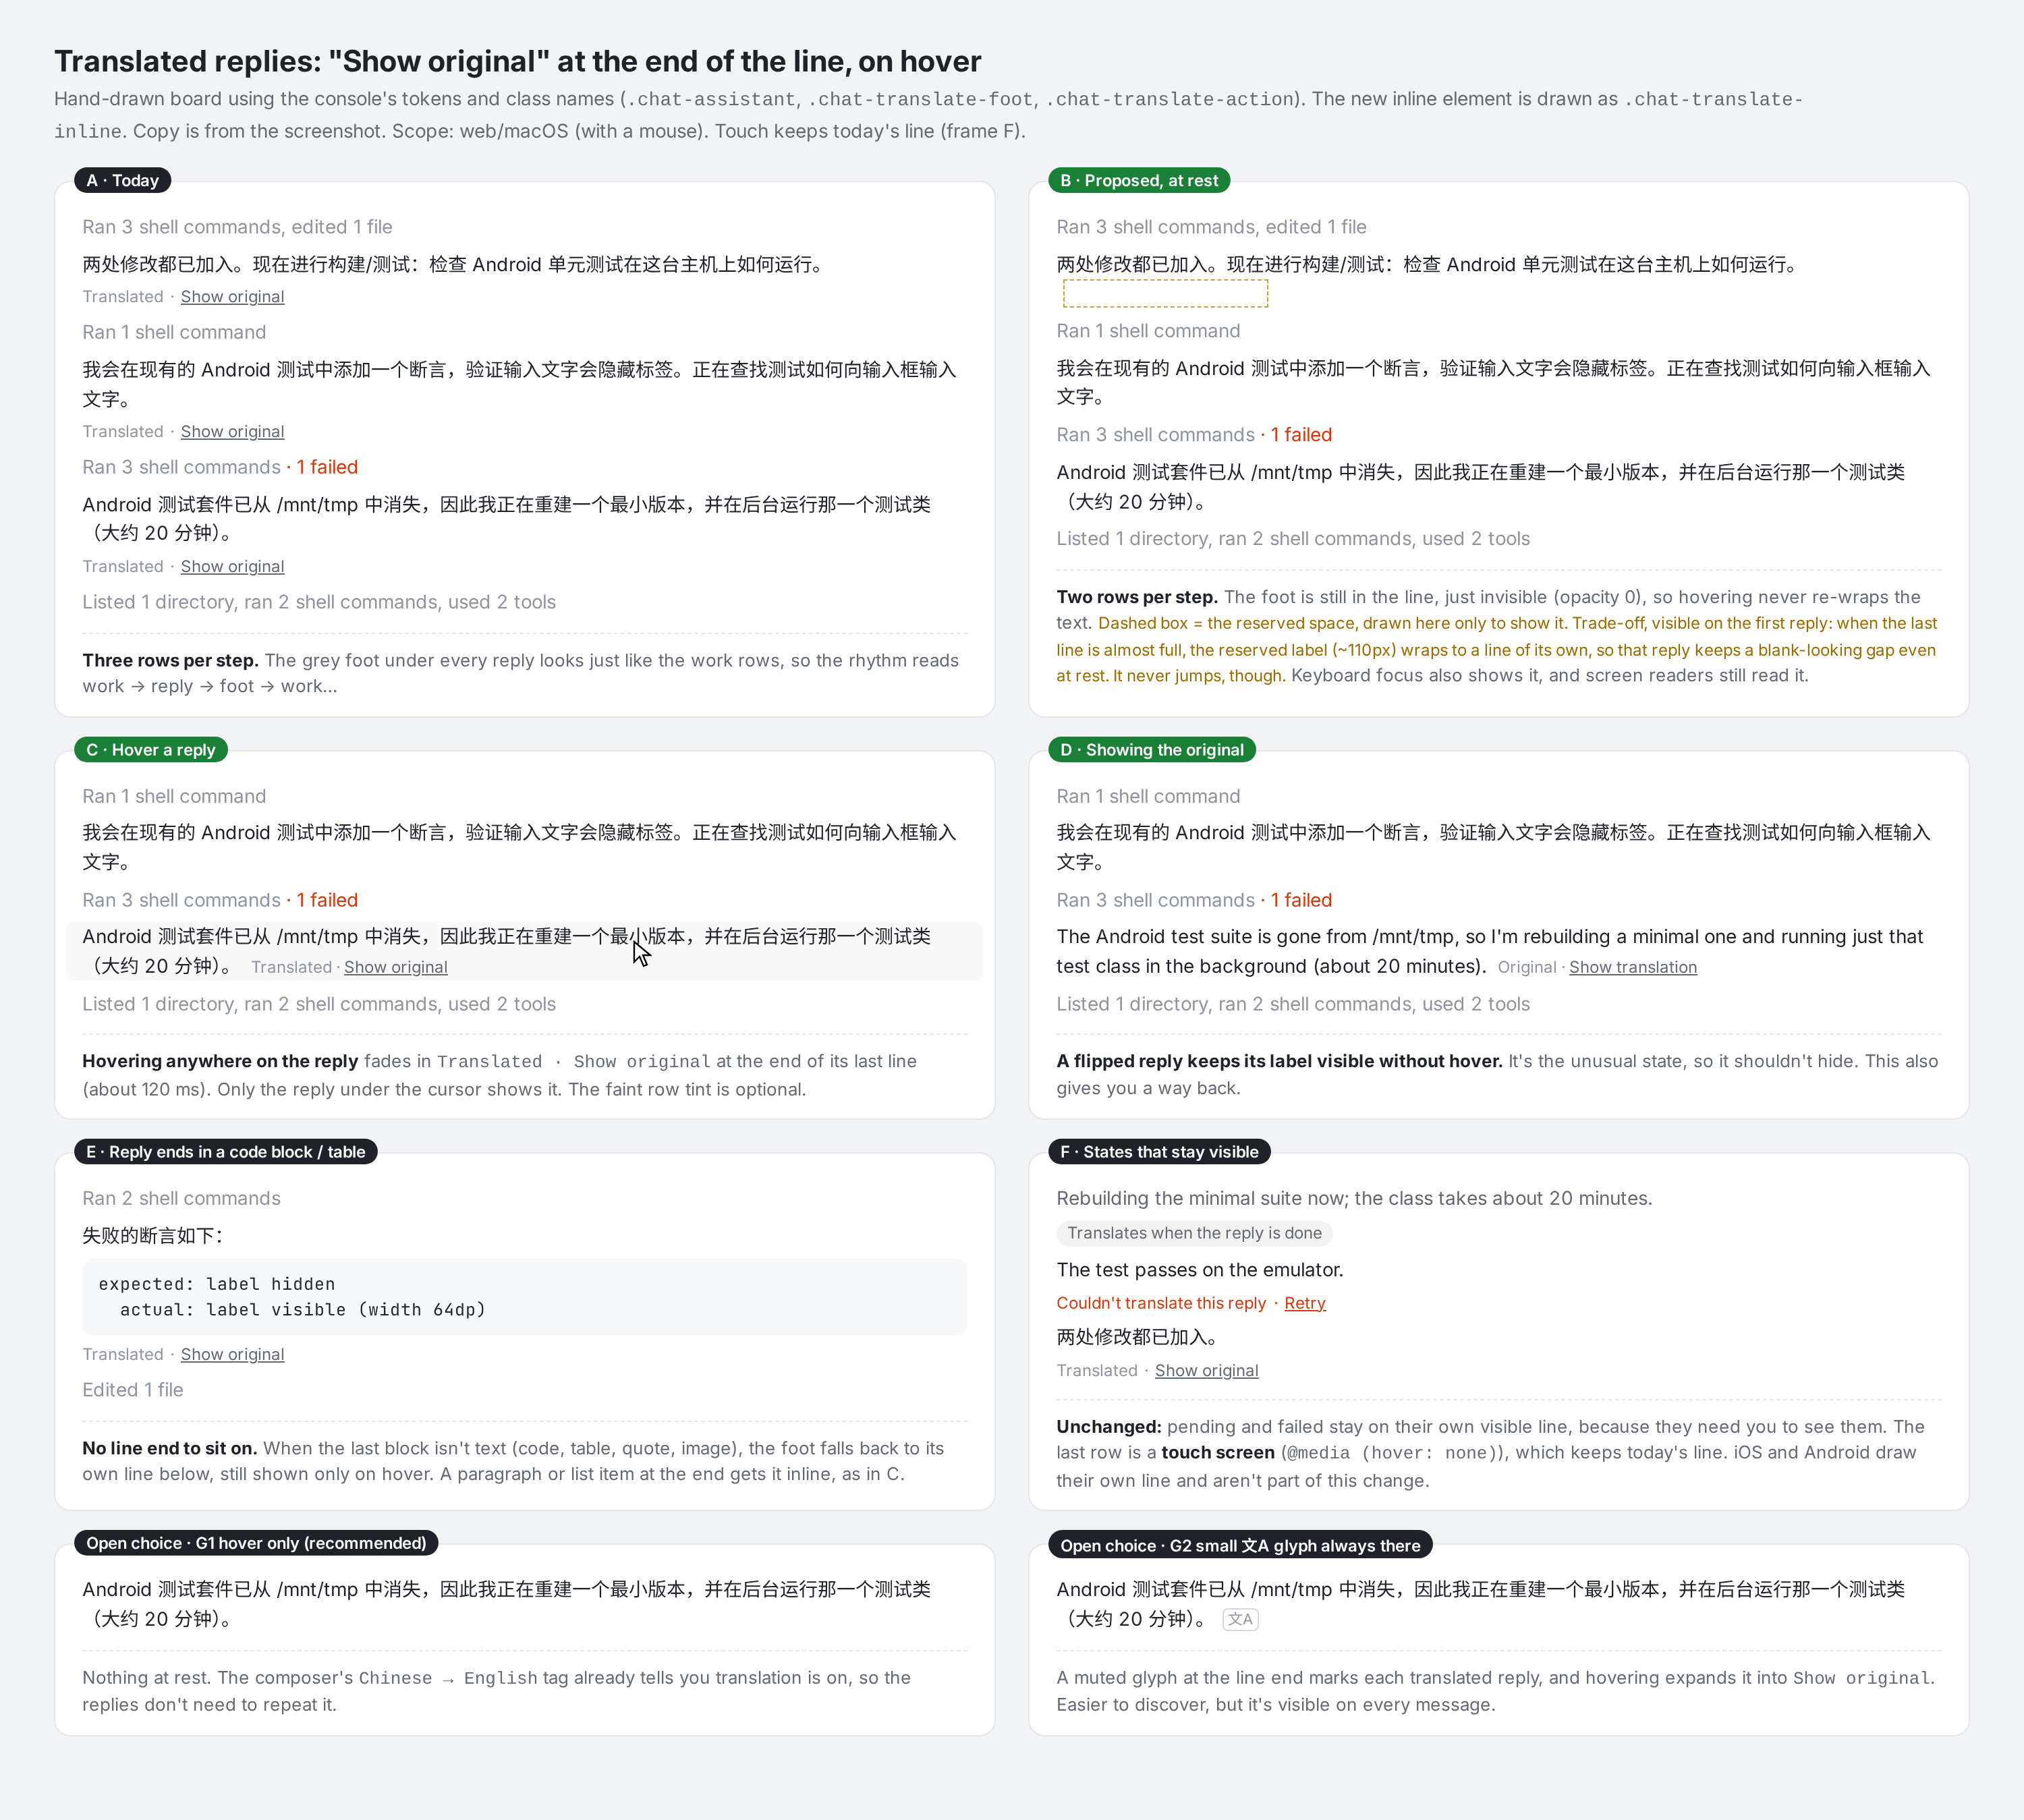 Translated replies: "Show original" at the end of the line, on hover
Hand-drawn board using the console's tokens and class names (.chat-assistant, .chat-translate-foot, .chat-translate-action). The new inline element is drawn as .chat-translate-
inline. Copy is from the screenshot. Scope: web/macOS (with a mouse). Touch keeps today's line (frame F).
A · Today
Ran 3 shell commands, edited 1 file
两处修改都已加入。现在进行构建/测试：检查 Android 单元测试在这台主机上如何运行。
Translated · Show original
Ran 1 shell command
我会在现有的 Android 测试中添加一个断言，验证输入文字会隐藏标签。正在查找测试如何向输入框输入
文字。
Translated · Show original
Ran 3 shell commands · 1 failed
Android 测试套件已从 /mnt/tmp 中消失，因此我正在重建一个最小版本，并在后台运行那一个测试类
（大约 20 分钟）。
Translated · Show original
Listed 1 directory, ran 2 shell commands, used 2 tools
Three rows per step. The grey foot under every reply looks just like the work rows, so the rhythm reads
work → reply → foot → work...
B · Proposed, at rest
Ran 3 shell commands, edited 1 file
两处修改都已加入。现在进行构建/测试：检查 Android 单元测试在这台主机上如何运行。
Ran 1 shell command
我会在现有的 Android 测试中添加一个断言，验证输入文字会隐藏标签。正在查找测试如何向输入框输入
文字。
Ran 3 shell commands · 1 failed
Android 测试套件已从 /mnt/tmp 中消失，因此我正在重建一个最小版本，并在后台运行那一个测试类
（大约 20 分钟）。
Listed 1 directory, ran 2 shell commands, used 2 tools
Two rows per step. The foot is still in the line, just invisible (opacity 0), so hovering never re-wraps the
text. Dashed box = the reserved space, drawn here only to show it. Trade-off, visible on the first reply: when the last
line is almost full, the reserved label (~110px) wraps to a line of its own, so that reply keeps a blank-looking gap even
at rest. It never jumps, though. Keyboard focus also shows it, and screen readers still read it.
C · Hover a reply
Ran 1 shell command
我会在现有的 Android 测试中添加一个断言，验证输入文字会隐藏标签。正在查找测试如何向输入框输入
文字。
Ran 3 shell commands · 1 failed
Android 测试套件已从 /mnt/tmp 中消失，因此我正在重建一个最小版本，并在后台运行那一个测试类
（大约 20 分钟）。 Translated · Show original
Listed 1 directory, ran 2 shell commands, used 2 tools
Hovering anywhere on the reply fades in Translated · Show original at the end of its last line
(about 120 ms). Only the reply under the cursor shows it. The faint row tint is optional.
D · Showing the original
Ran 1 shell command
我会在现有的 Android 测试中添加一个断言，验证输入文字会隐藏标签。正在查找测试如何向输入框输入
文字。
Ran 3 shell commands · 1 failed
The Android test suite is gone from /mnt/tmp, so I'm rebuilding a minimal one and running just that
test class in the background (about 20 minutes). Original · Show translation
Listed 1 directory, ran 2 shell commands, used 2 tools
A flipped reply keeps its label visible without hover. It's the unusual state, so it shouldn't hide. This also
gives you a way back.
E · Reply ends in a code block / table
Ran 2 shell commands
失败的断言如下：
expected: label hidden
actual: label visible (width 64dp)
Translated · Show original
Edited 1 file
No line end to sit on. When the last block isn't text (code, table, quote, image), the foot falls back to its
own line below, still shown only on hover. A paragraph or list item at the end gets it inline, as in C.
F · States that stay visible
Rebuilding the minimal suite now; the class takes about 20 minutes.
Translates when the reply is done
The test passes on the emulator.
Couldn't translate this reply · Retry
两处修改都已加入。
Translated · Show original
Unchanged: pending and failed stay on their own visible line, because they need you to see them. The
last row is a touch screen (@media (hover: none)), which keeps today's line. iOS and Android draw
their own line and aren't part of this change.
Open choice · G1 hover only (recommended)
Android 测试套件已从 /mnt/tmp 中消失，因此我正在重建一个最小版本，并在后台运行那一个测试类
（大约 20 分钟）。
Nothing at rest. The composer's Chinese → English tag already tells you translation is on, so the
replies don't need to repeat it.
Open choice · G2 small 文A glyph always there
Android 测试套件已从 /mnt/tmp 中消失，因此我正在重建一个最小版本，并在后台运行那一个测试类
（大约 20 分钟）。 文A
A muted glyph at the line end marks each translated reply, and hovering expands it into Show original.
Easier to discover, but it's visible on every message.